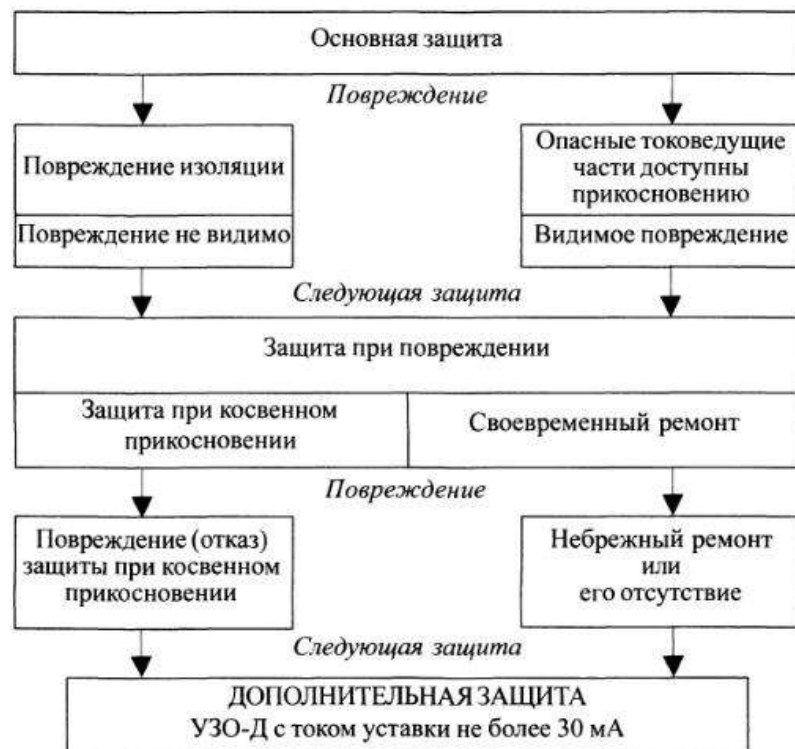 Основная защита
Повреждение
Повреждение изоляции
Повреждение не видимо
Опасные токоведущие
части доступны
прикосновению
Видимое повреждение
Следующая защита
Защита при повреждении
Защита при косвенном
прикосновении
Своевременный ремонт
Повреждение
Повреждение (отказ)
защиты при косвенном
прикосновении
Небрежный ремонт
или
его отсутствие
Следующая защита
ДОПОЛНИТЕЛЬНАЯ ЗАЩИТА
УЗО-Д с током уставки не более 30 мА